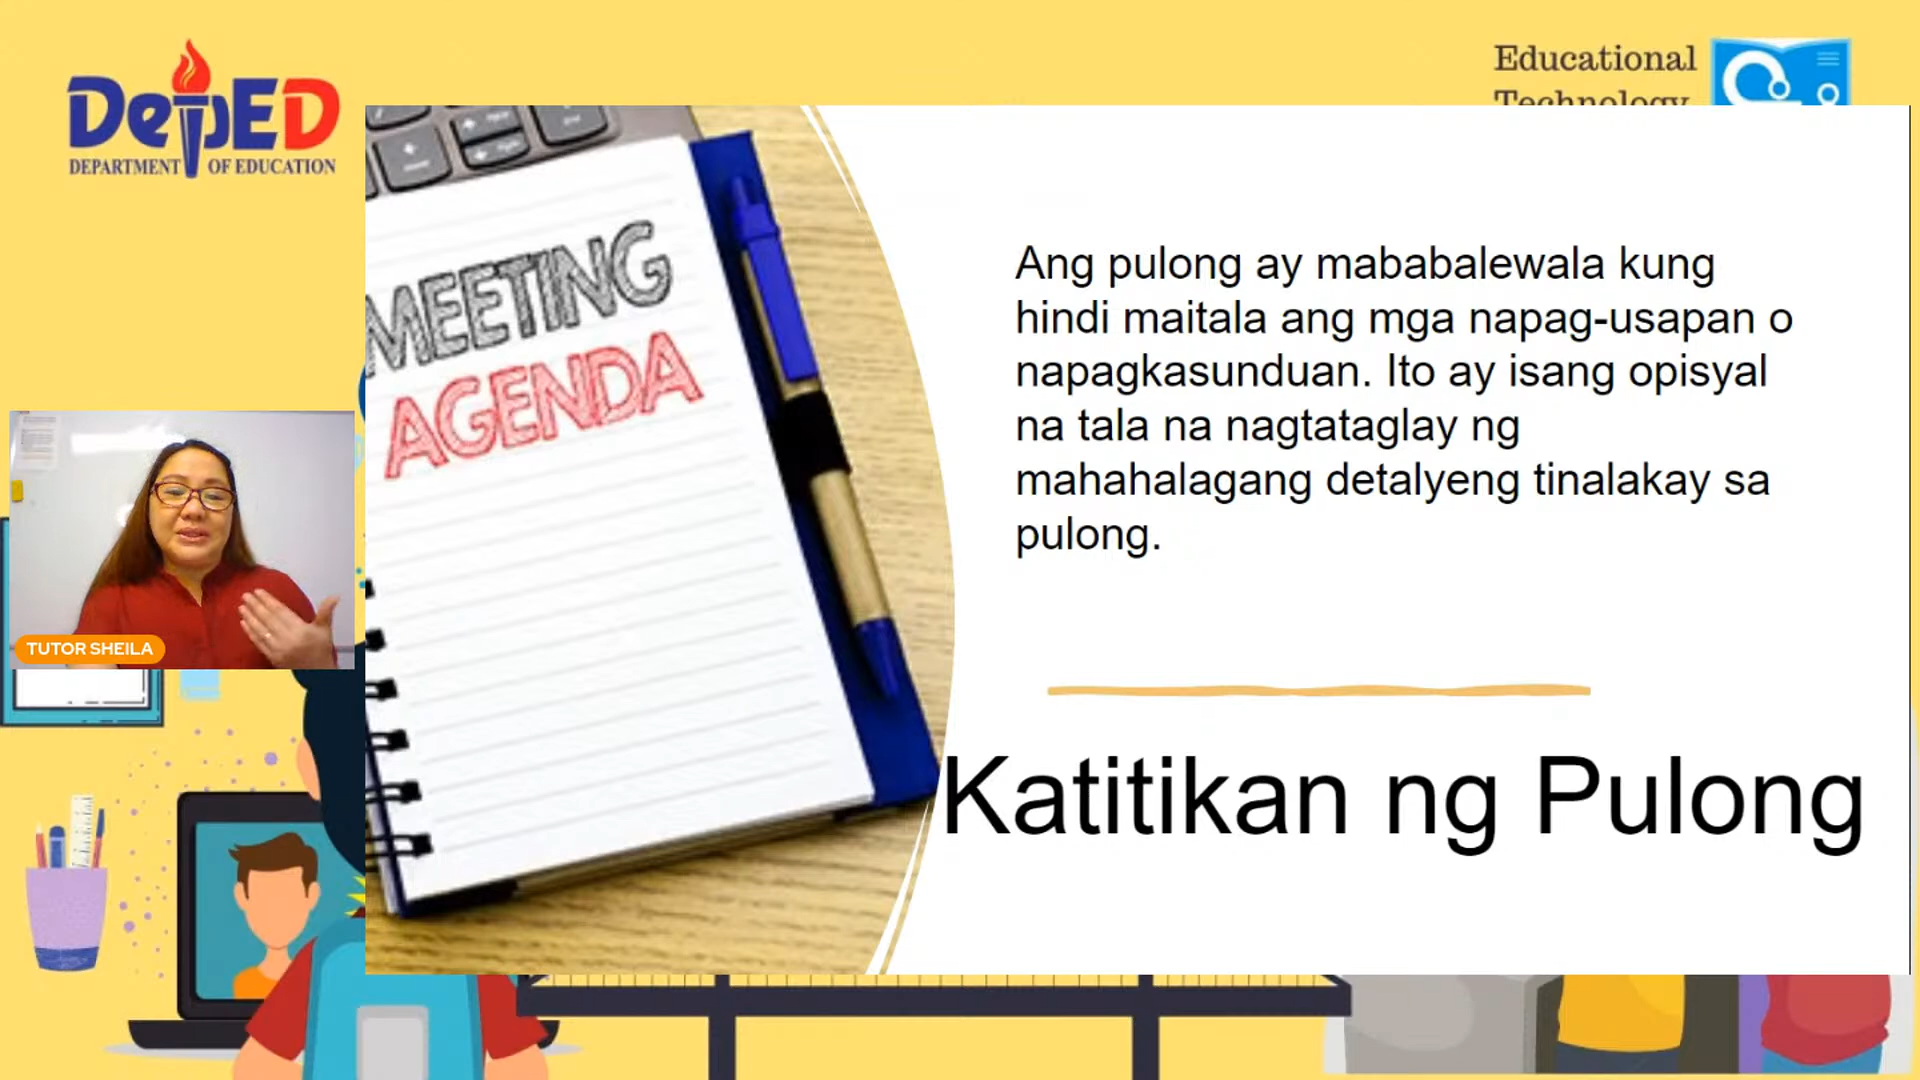 DepED
DEPARTMENT OF EDUCATION
Educational
Technology
MEETING
AGENDA
Ang pulong ay mababalewala kung
hindi maitala ang mga napag-usapan o
napagkasunduan. Ito ay isang opisyal
na tala na nagtataglay ng
mahahalagang detalyeng tinalakay sa
pulong.
TUTOR SHEILA
Katitikan ng Pulong